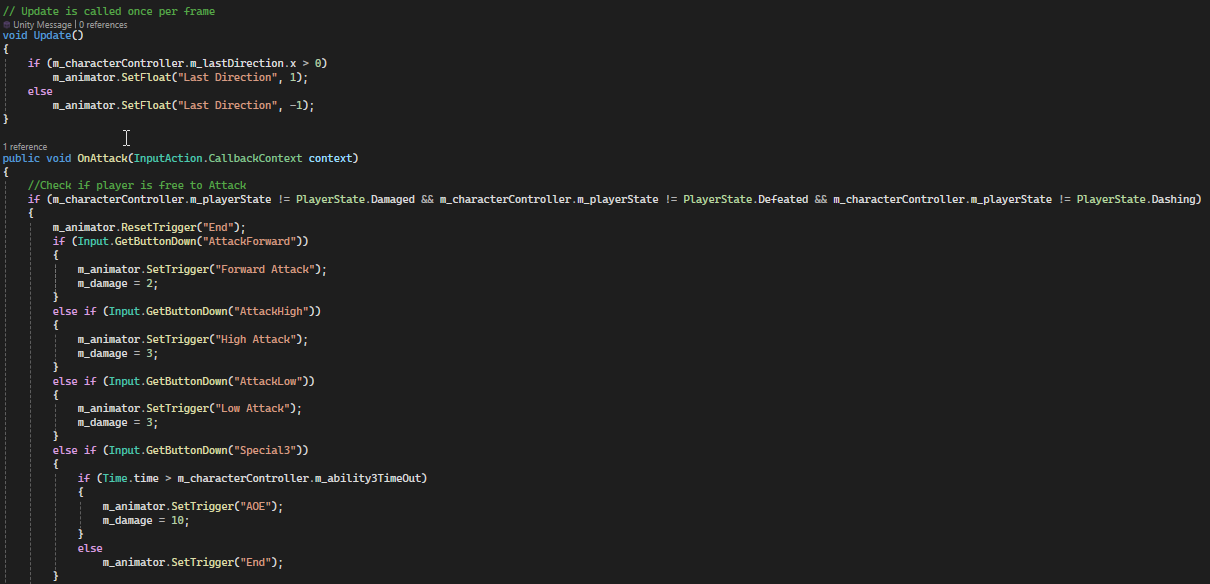 // Update is called once per frame
Unity Message | 0 references
void Update()
{
if (m_characterController.m_lastDirection.x > 0)
m_animator.SetFloat("Last Direction", 1);
else
m_animator.SetFloat("Last Direction", -1);
}
1 reference
public void OnAttack(InputAction.CallbackContext context)
{
//Check if player is free to Attack
if (m_characterController.m_playerState != PlayerState.Damaged && m_characterController.m_playerState != PlayerState.Defeated && m_characterController.m_playerState != PlayerState.Dashing)
{
m_animator.ResetTrigger("End");
if (Input.GetButtonDown("AttackForward"))
{
m_animator.SetTrigger("Forward Attack");
m_damage = 2;
}
else if (Input.GetButtonDown("AttackHigh"))
{
m_animator.SetTrigger("High Attack");
m_damage = 3;
}
else if (Input.GetButtonDown("AttackLow"))
{
m_animator.SetTrigger("Low Attack");
m_damage = 3;
}
else if (Input.GetButtonDown("Special3"))
{
if (Time.time > m_characterController.m_ability3TimeOut)
{
m_animator.SetTrigger("AOE");
m_damage = 10;
}
else
m_animator.SetTrigger("End");
}